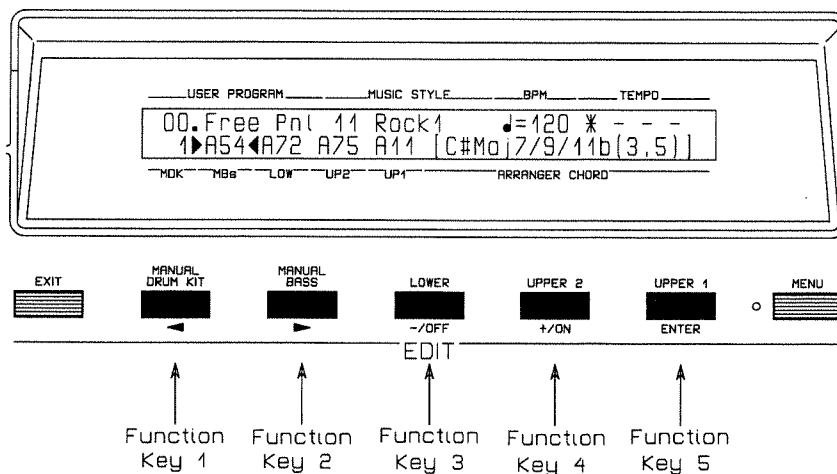 USER PROGRAM MUSIC STYLE BPM TEMPO
00.Free Pnl 11 Rock1 ♩=120 * - - -
1▶A54◀A72 A75 A11 [C#Maj7/9/11b(3,5)]
MDK MBs LOW UP2 UP1 ARRANGER CHORD
EXIT MANUAL DRUM KIT MANUAL BASS LOWER UPPER 2 UPPER 1 MENU
◀ ▶ -/OFF +/ON ENTER
EDIT
Function Function Function Function Function
Key 1 Key 2 Key 3 Key 4 Key 5